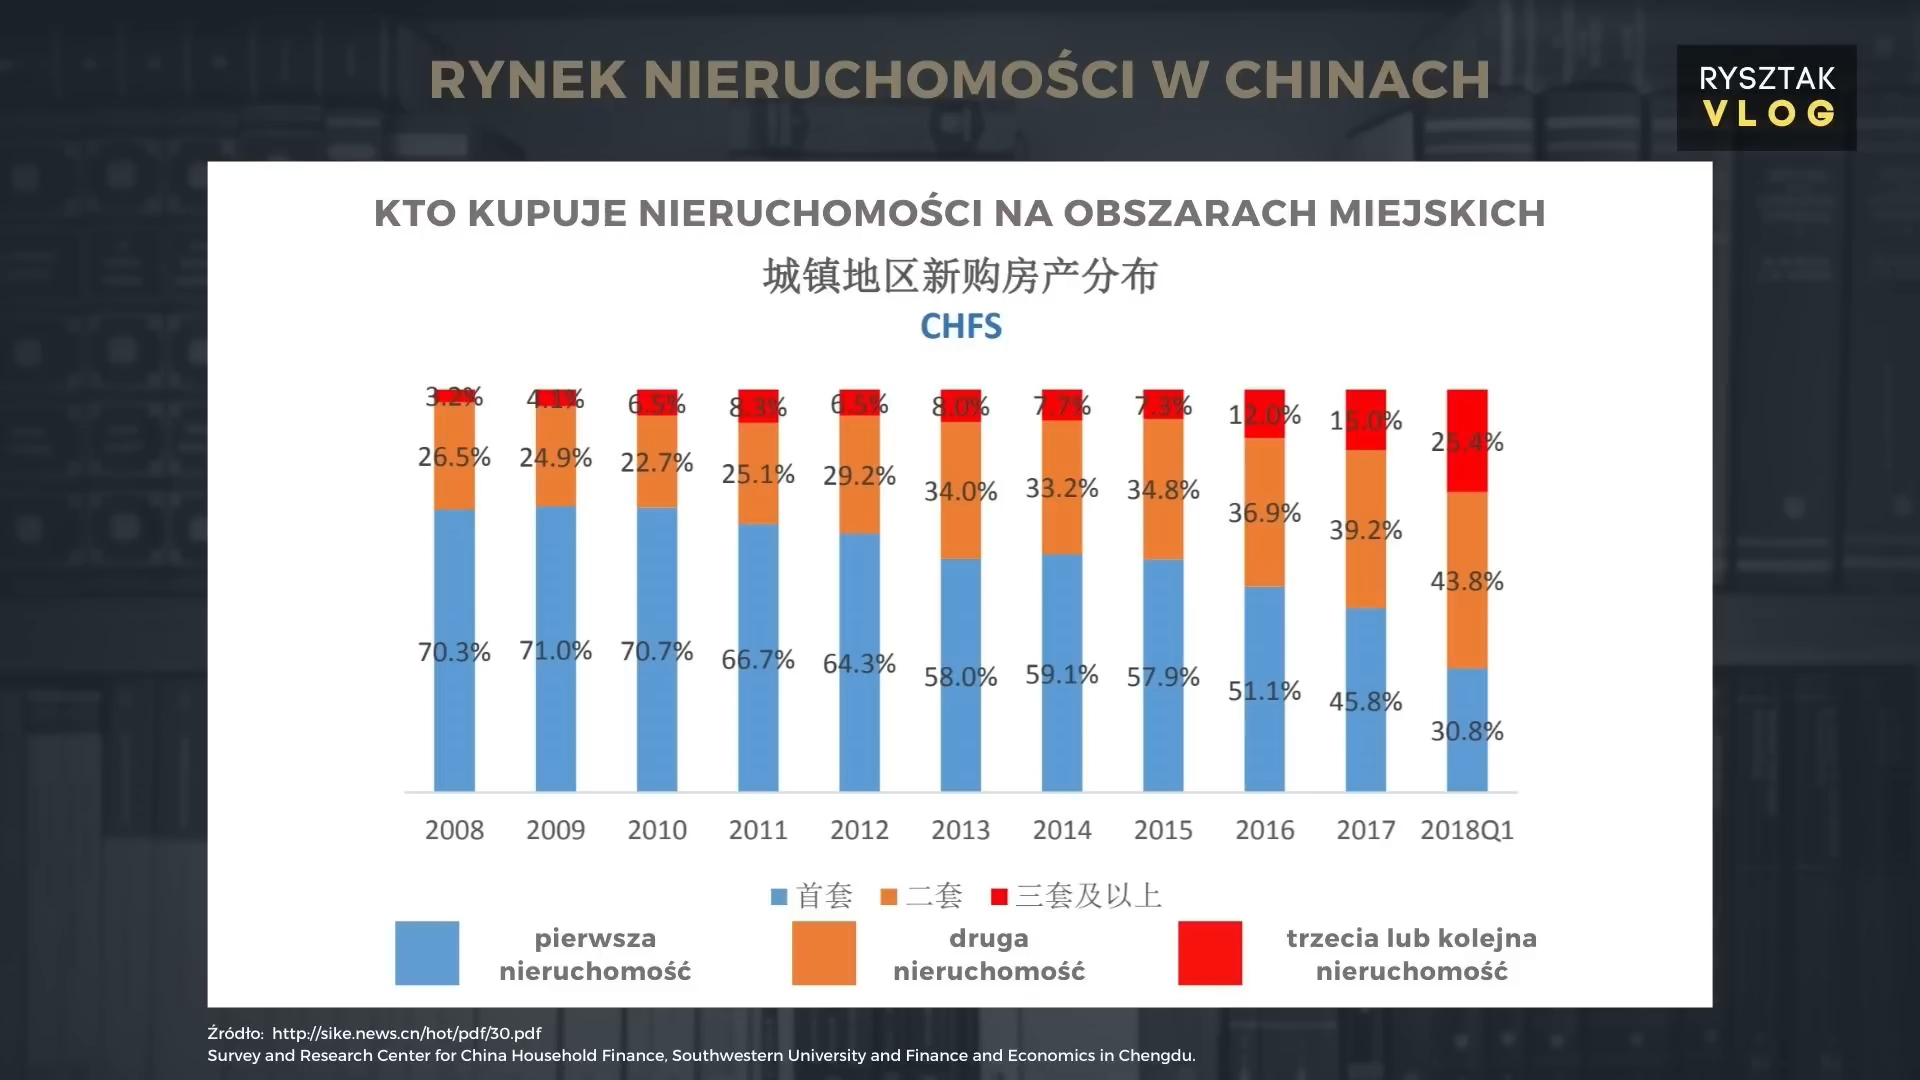 RYNEK NIERUCHOMOŚCI W CHINACH
RYSZTAK
VLOG
KTO KUPUJE NIERUCHOMOŚCI NA OBSZARACH MIEJSKICH
城镇地区新购房产分布
CHFS
3.2% 4.1% 6.5% 8.3% 6.5% 8.0% 7.7% 7.3% 12.0% 15.0% 25.4%
26.5% 24.9% 22.7% 25.1% 29.2% 34.0% 33.2% 34.8% 36.9% 39.2% 43.8%
70.3% 71.0% 70.7% 66.7% 64.3% 58.0% 59.1% 57.9% 51.1% 45.8% 30.8%
2008 2009 2010 2011 2012 2013 2014 2015 2016 2017 2018Q1
首套 二套 三套及以上
pierwsza nieruchomość
druga nieruchomość
trzecia lub kolejna nieruchomość
Źródło: http://sike.news.cn/hot/pdf/30.pdf
Survey and Research Center for China Household Finance, Southwestern University and Finance and Economics in Chengdu.